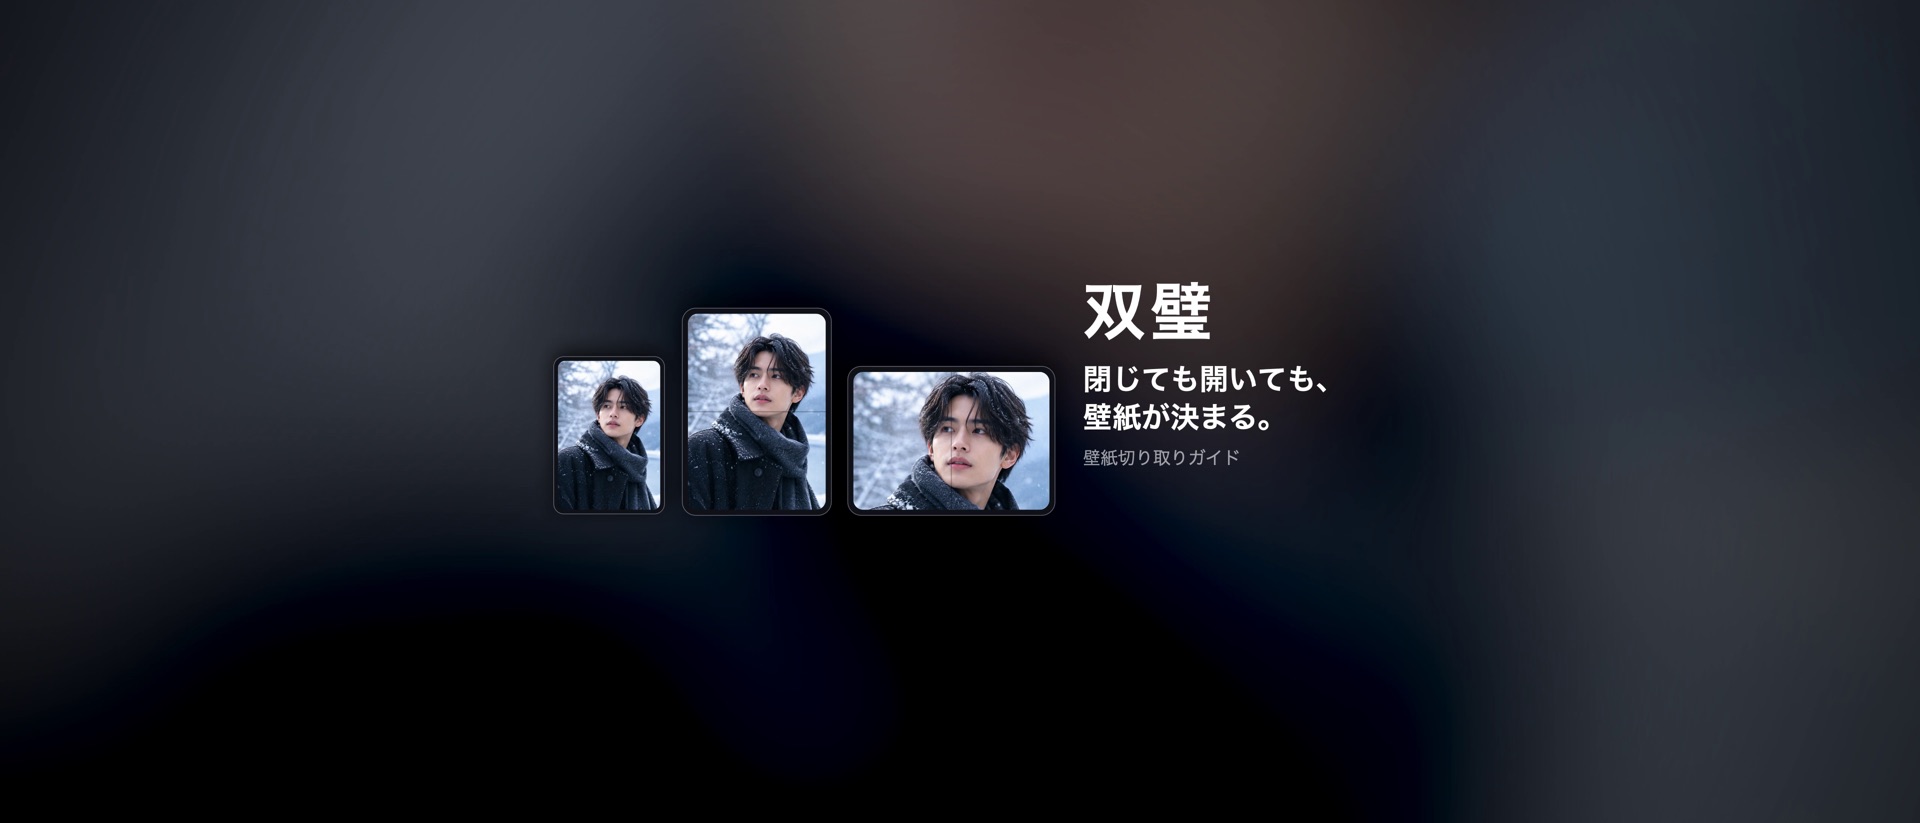 双璧
閉じても開いても、
壁紙が決まる。
壁紙切り取りガイド